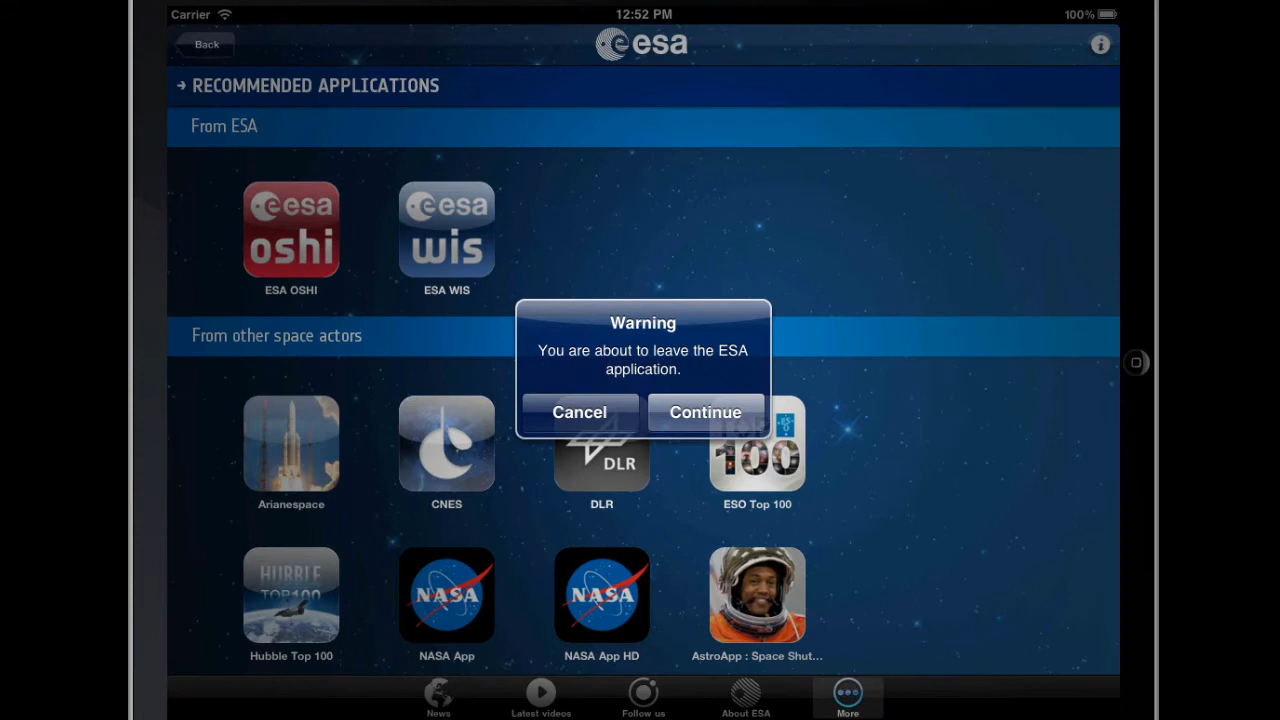 Carrier 12:52 PM 100%
Back esa
RECOMMENDED APPLICATIONS
From ESA
esa esa
oshi wis
ESA OSHI ESA WIS
From other space actors
Warning
You are about to leave the ESA
application.
Cancel Continue
DLR 100
Arianespace CNES DLR ESO Top 100
HUBBLE
TOP100 NASA NASA
Hubble Top 100 NASA App NASA App HD AstroApp : Space Shut...
News Latest videos Follow us About ESA More